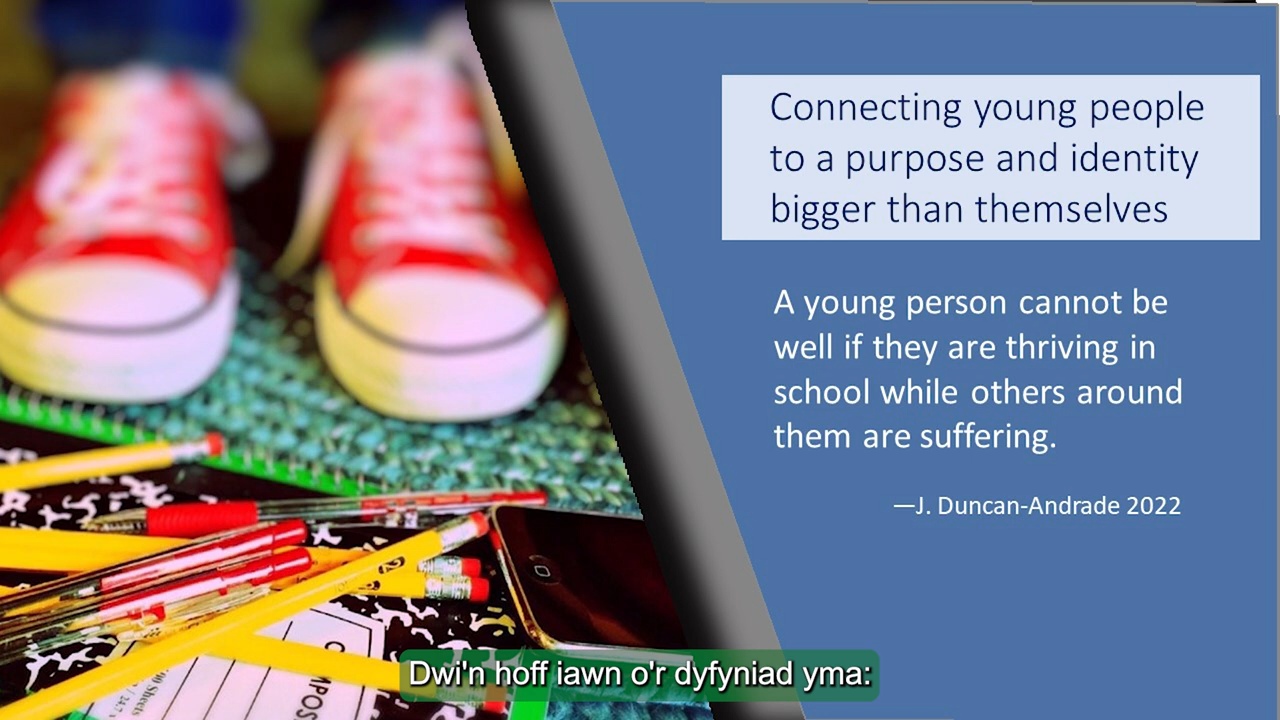 Connecting young people
to a purpose and identity
bigger than themselves
A young person cannot be
well if they are thriving in
school while others around
them are suffering.
—J. Duncan-Andrade 2022
Dwi'n hoff iawn o'r dyfyniad yma: